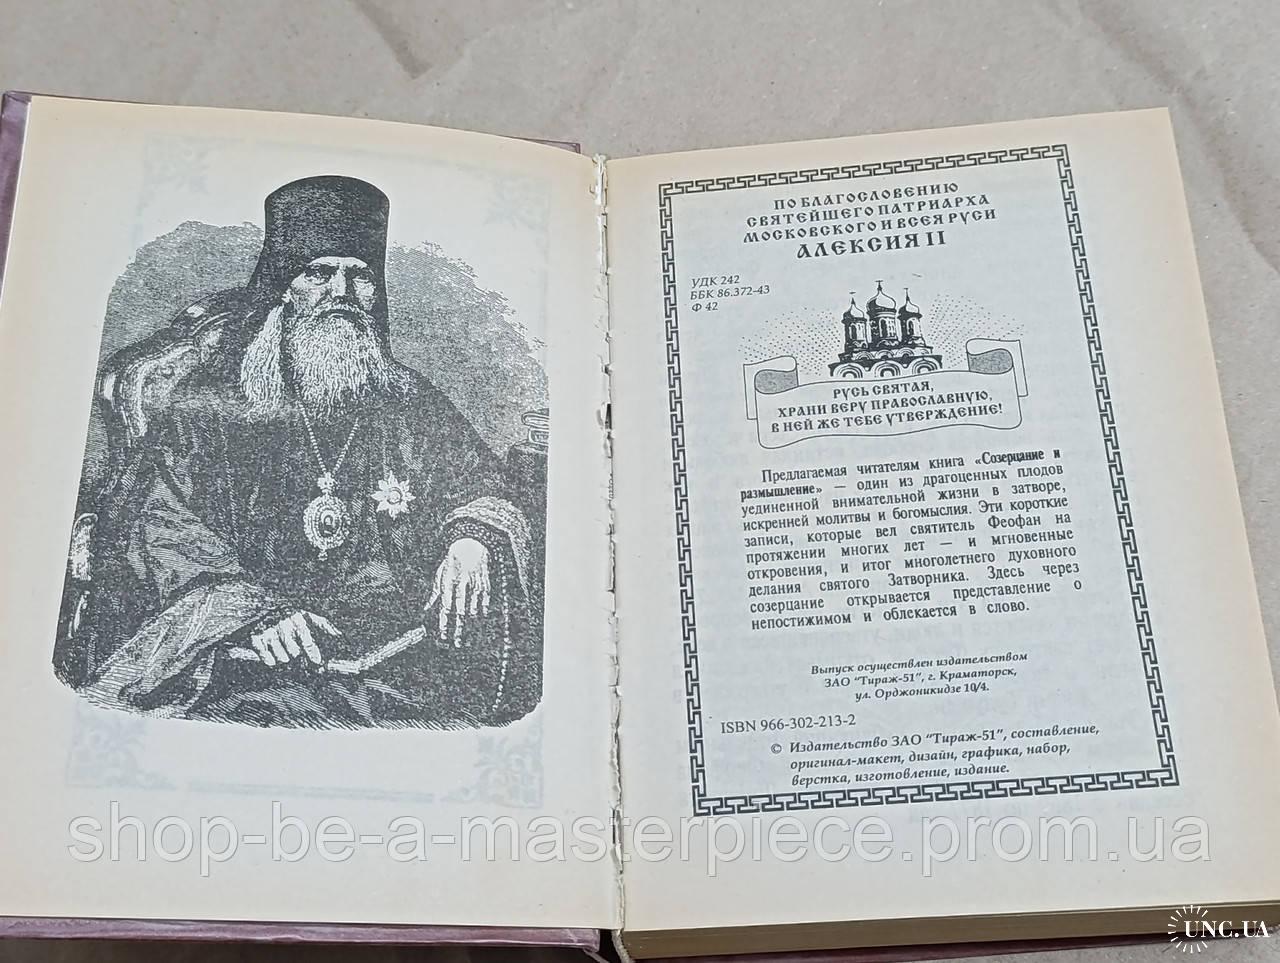 ПО БЛАГОСЛОВЕНИЮ
СВЯТЕЙШЕГО ПАТРИАРХА
МОСКОВСКОГО И ВСЕЯ РУСИ
АЛЕКСИЯ II
УДК 242
ББК 86.372-43
Ф 42
РУСЬ СВЯТАЯ,
ХРАНИ ВЕРУ ПРАВОСЛАВНУЮ,
В НЕЙ ЖЕ ТЕБЕ УТВЕРЖДЕНИЕ!
Предлагаемая читателям книга «Созерцание и
размышление» — один из драгоценных плодов
уединенной внимательной жизни в затворе,
искренней молитвы и богомыслия. Эти короткие
записи, которые вел святитель Феофан на
протяжении многих лет — и мгновенные
откровения, и итог многолетнего духовного
делания святого Затворника. Здесь через
созерцание открывается представление о
непостижимом и облекается в слово.
Выпуск осуществлен издательством
ЗАО "Тираж-51", г. Краматорск,
ул. Орджоникидзе 10/4.
ISBN 966-302-213-2
© Издательство ЗАО "Тираж-51", составление,
оригинал-макет, дизайн, графика, набор,
верстка, изготовление, издание.
shop-be-a-masterpiece.prom.ua
UNC.UA